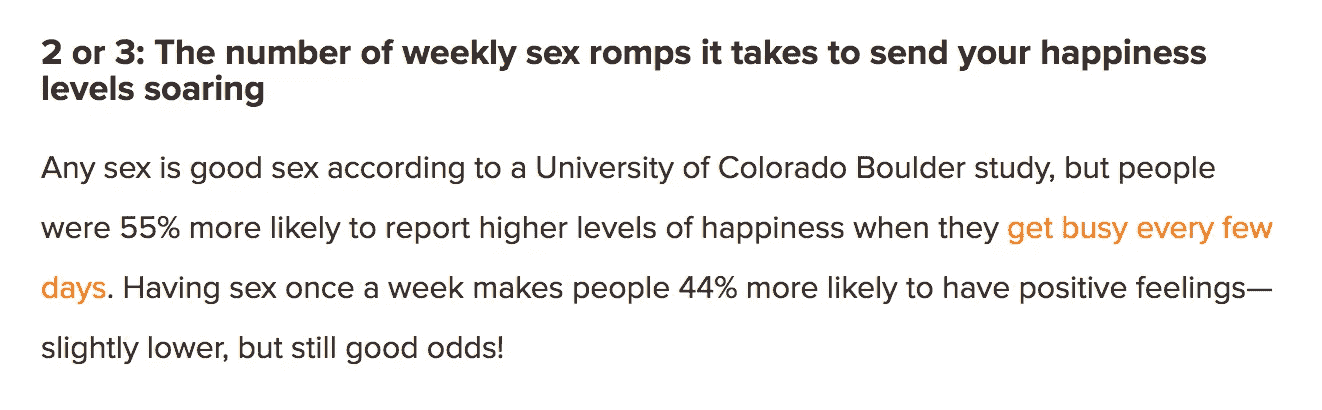 2 or 3: The number of weekly sex romps it takes to send your happiness
levels soaring
Any sex is good sex according to a University of Colorado Boulder study, but people
were 55% more likely to report higher levels of happiness when they get busy every few
days. Having sex once a week makes people 44% more likely to have positive feelings—
slightly lower, but still good odds!